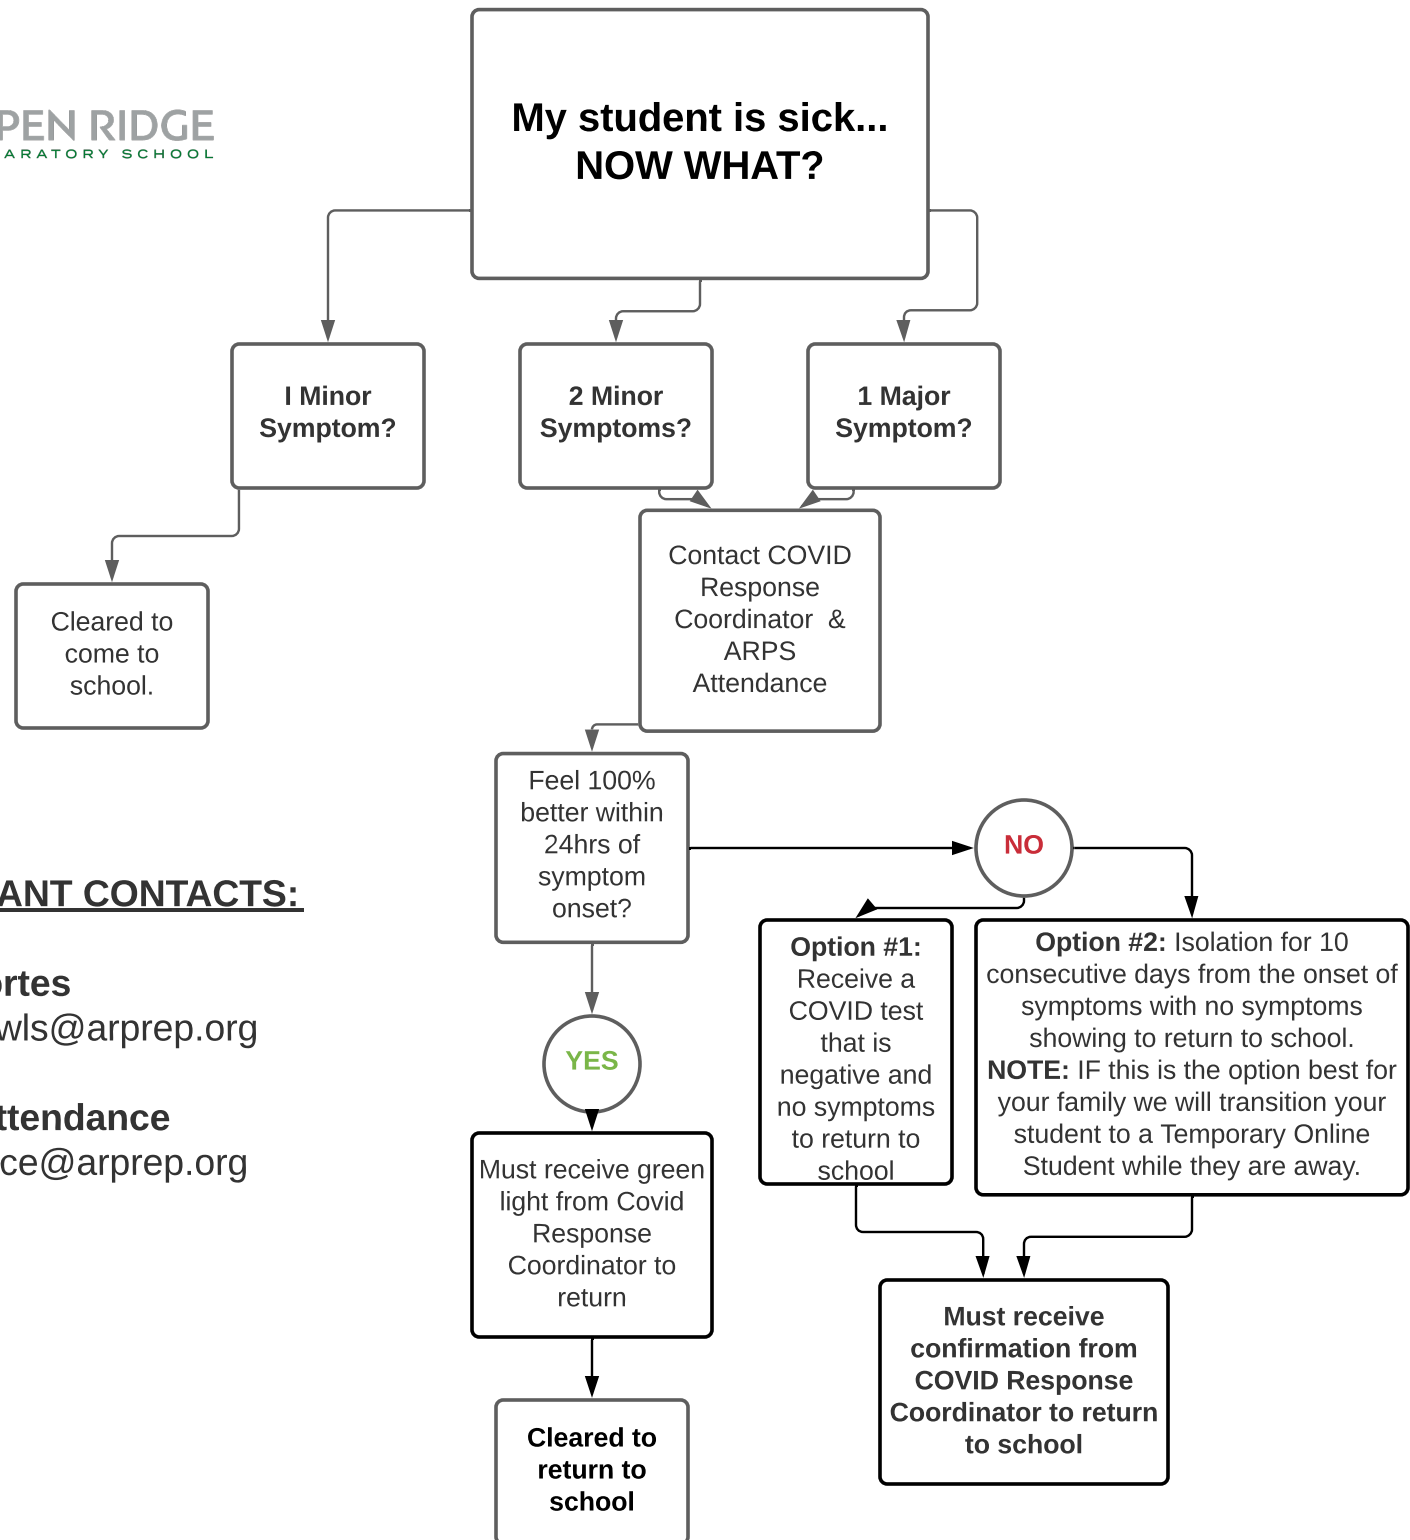 PEN RIDGE
ARATORY SCHOOL
My student is sick...
NOW WHAT?
I Minor
Symptom?
2 Minor
Symptoms?
1 Major
Symptom?
Cleared to
come to
school.
Contact COVID
Response
Coordinator &
ARPS
Attendance
Feel 100%
better within
24hrs of
symptom
onset?
NO
YES
Option #1:
Receive a
COVID test
that is
negative and
no symptoms
to return to
school
Option #2: Isolation for 10
consecutive days from the onset of
symptoms with no symptoms
showing to return to school.
NOTE: IF this is the option best for
your family we will transition your
student to a Temporary Online
Student while they are away.
Must receive green
light from Covid
Response
Coordinator to
return
Must receive
confirmation from
COVID Response
Coordinator to return
to school
Cleared to
return to
school
ANT CONTACTS:
ortes
wls@arprep.org
ttendance
ce@arprep.org